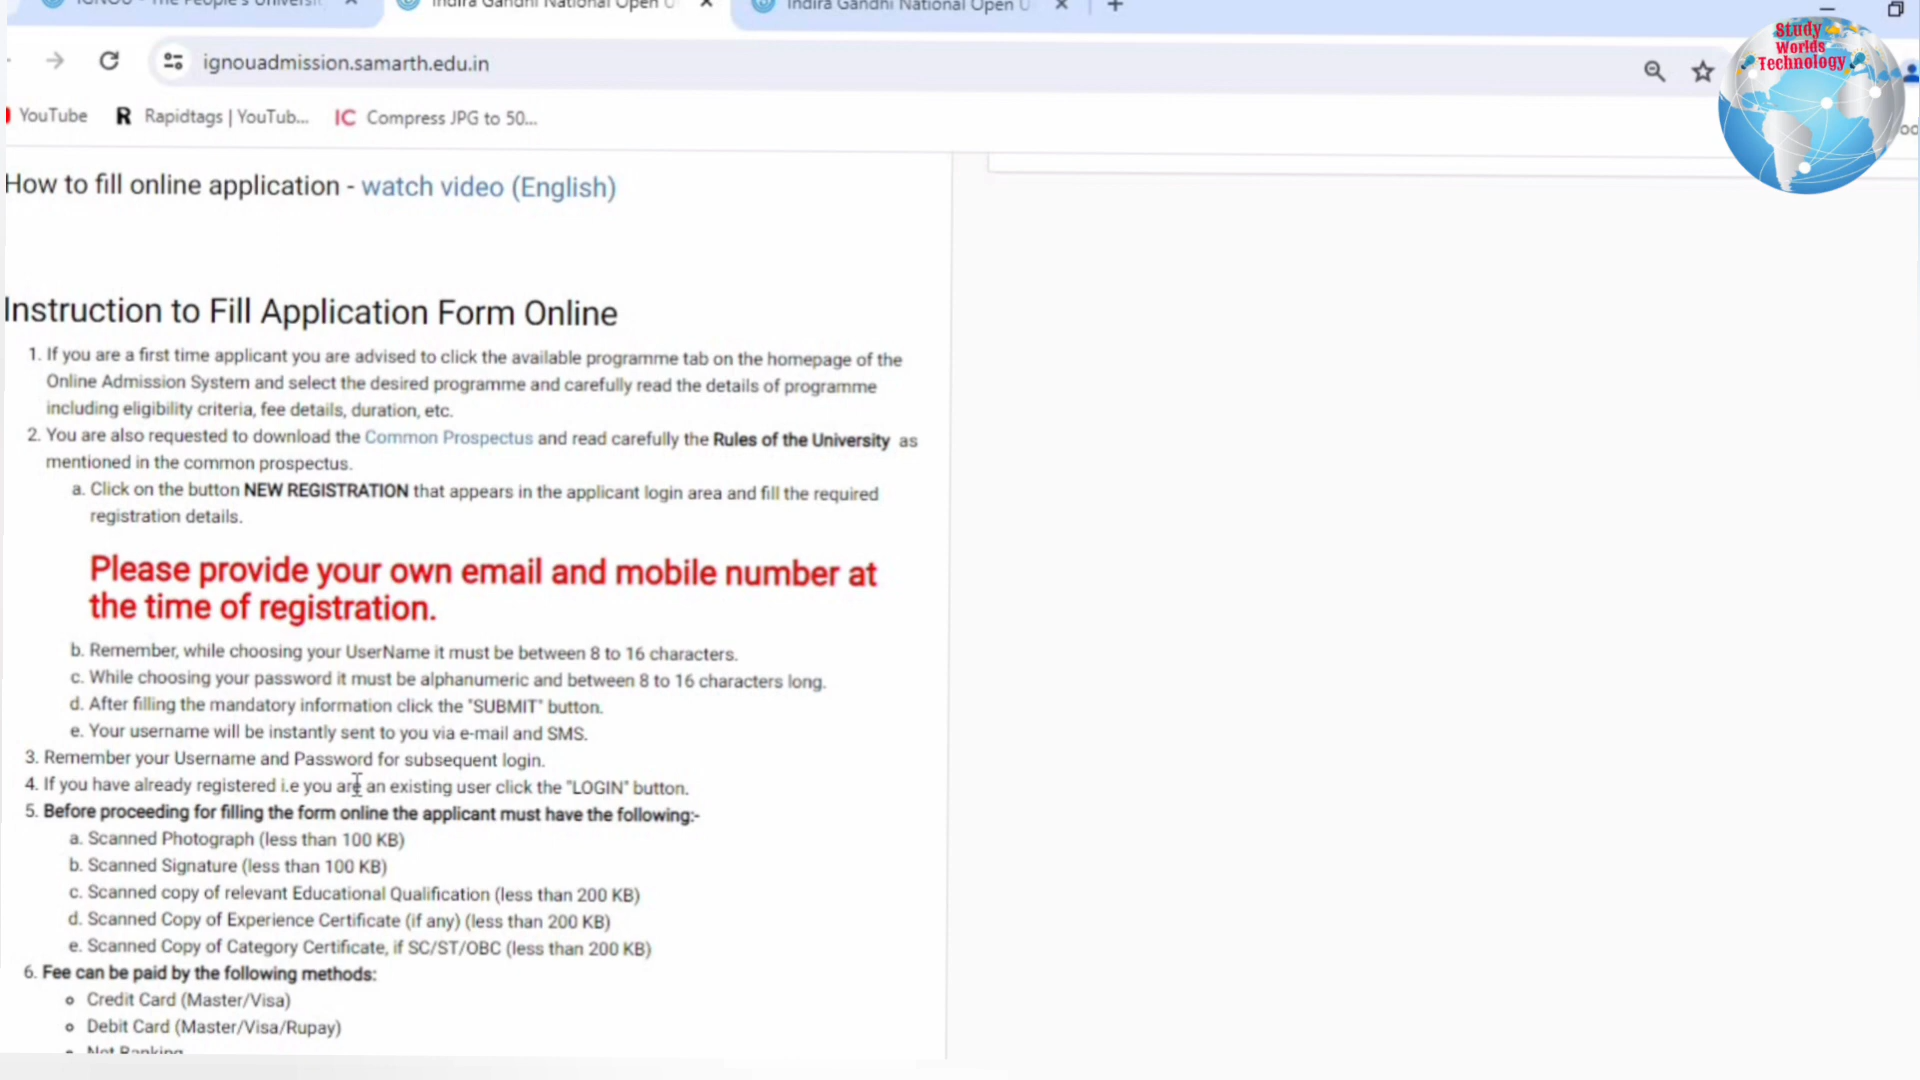 Indira Gandhi National Open U
Indira Gandhi National Open U
ignouadmission.samarth.edu.in
YouTube
R Rapidtags | YouTub...
IC Compress JPG to 50...
Study
Worlds
Technology
How to fill online application - watch video (English)
Instruction to Fill Application Form Online
1. If you are a first time applicant you are advised to click the available programme tab on the homepage of the
Online Admission System and select the desired programme and carefully read the details of programme
including eligibility criteria, fee details, duration, etc.
2. You are also requested to download the Common Prospectus and read carefully the Rules of the University as
mentioned in the common prospectus.
a. Click on the button NEW REGISTRATION that appears in the applicant login area and fill the required
registration details.
Please provide your own email and mobile number at
the time of registration.
b. Remember, while choosing your UserName it must be between 8 to 16 characters.
c. While choosing your password it must be alphanumeric and between 8 to 16 characters long.
d. After filling the mandatory information click the "SUBMIT" button.
e. Your username will be instantly sent to you via e-mail and SMS.
3. Remember your Username and Password for subsequent login.
4. If you have already registered i.e you are an existing user click the "LOGIN" button.
5. Before proceeding for filling the form online the applicant must have the following:-
a. Scanned Photograph (less than 100 KB)
b. Scanned Signature (less than 100 KB)
c. Scanned copy of relevant Educational Qualification (less than 200 KB)
d. Scanned Copy of Experience Certificate (if any) (less than 200 KB)
e. Scanned Copy of Category Certificate, if SC/ST/OBC (less than 200 KB)
6. Fee can be paid by the following methods:
Credit Card (Master/Visa)
Debit Card (Master/Visa/Rupay)
Net Banking